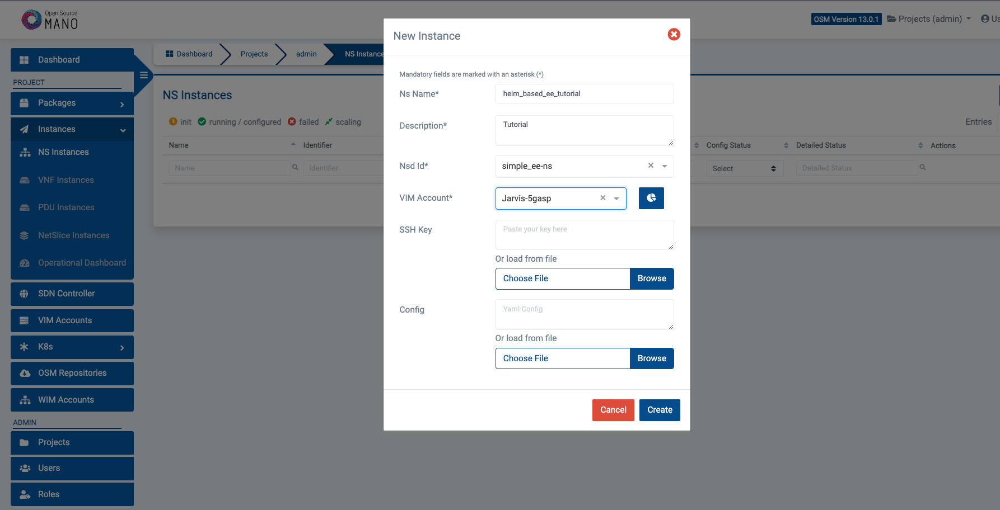 Open Source
MANO
OSM Version 13.0.1
Projects (admin)
Us
Dashboard
PROJECT
Packages
Instances
NS Instances
VNF Instances
PDU Instances
NetSlice Instances
Operational Dashboard
SDN Controller
VIM Accounts
K8s
OSM Repositories
WIM Accounts
ADMIN
Projects
Users
Roles
Dashboard
Projects
admin
NS Instance
NS Instances
init
running / configured
failed
scaling
Entries
Name
Identifier
Config Status
Detailed Status
Actions
Name
Identifier
Select
Detailed Status
New Instance
Mandatory fields are marked with an asterisk (*)
Ns Name*
helm_based_ee_tutorial
Description*
Tutorial
Nsd Id*
simple_ee-ns
VIM Account*
Jarvis-5gasp
SSH Key
Paste your key here
Or load from file
Choose File
Browse
Config
Yaml Config
Or load from file
Choose File
Browse
Cancel
Create